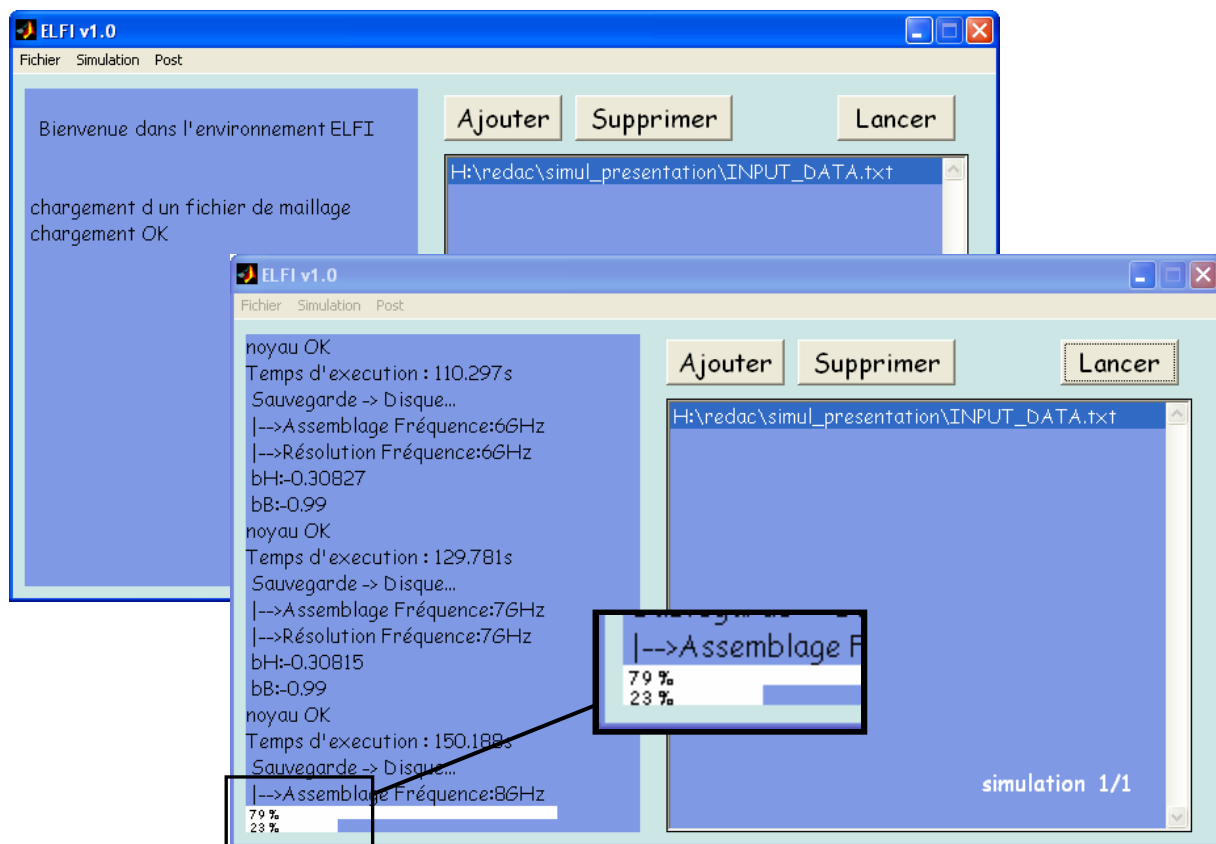 ELFI v1.0
Fichier Simulation Post
Bienvenue dans l'environnement ELFI
chargement d un fichier de maillage
chargement OK
Ajouter Supprimer Lancer
H:\redac\simul_presentation\INPUT_DATA.txt
ELFI v1.0
Fichier Simulation Post
noyau OK
Temps d'execution : 110.297s
Sauvegarde -> Disque...
|-->Assemblage Fréquence:6GHz
|-->Résolution Fréquence:6GHz
bH:-0.30827
bB:-0.99
noyau OK
Temps d'execution : 129.781s
Sauvegarde -> Disque...
|-->Assemblage Fréquence:7GHz
|-->Résolution Fréquence:7GHz
bH:-0.30815
bB:-0.99
noyau OK
Temps d'execution : 150.188s
Sauvegarde -> Disque...
|-->Assemblage Fréquence:8GHz
79 %
23 %
Ajouter Supprimer Lancer
H:\redac\simul_presentation\INPUT_DATA.txt
|-->Assemblage F
79 %
23 %
simulation 1/1